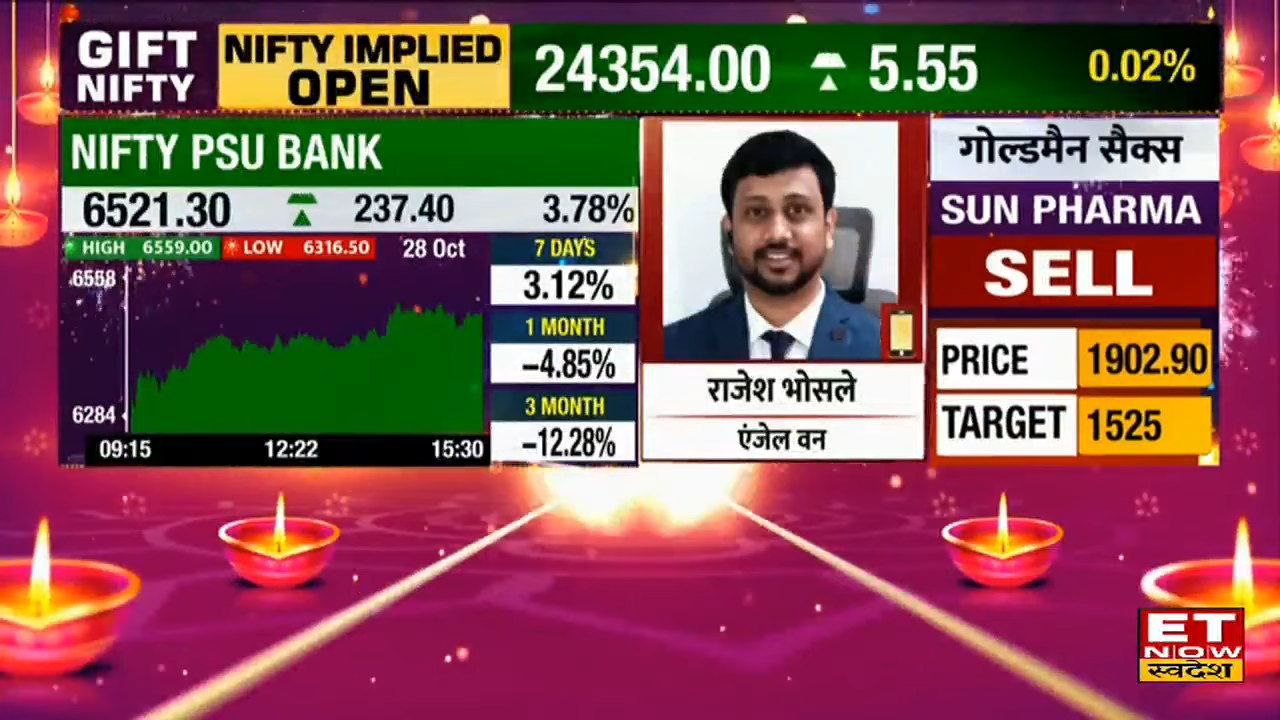 GIFT
NIFTY
NIFTY IMPLIED
OPEN
24354.00 5.55 0.02%
NIFTY PSU BANK
6521.30 237.40 3.78%
HIGH 6559.00 LOW 6316.50 28 Oct
6558
6284
09:15 12:22 15:30
7 DAYS
3.12%
1 MONTH
-4.85%
3 MONTH
-12.28%
राजेश भोसले
एंजेल वन
गोल्डमैन सैक्स
SUN PHARMA
SELL
PRICE 1902.90
TARGET 1525
ET
NOW
स्वदेश